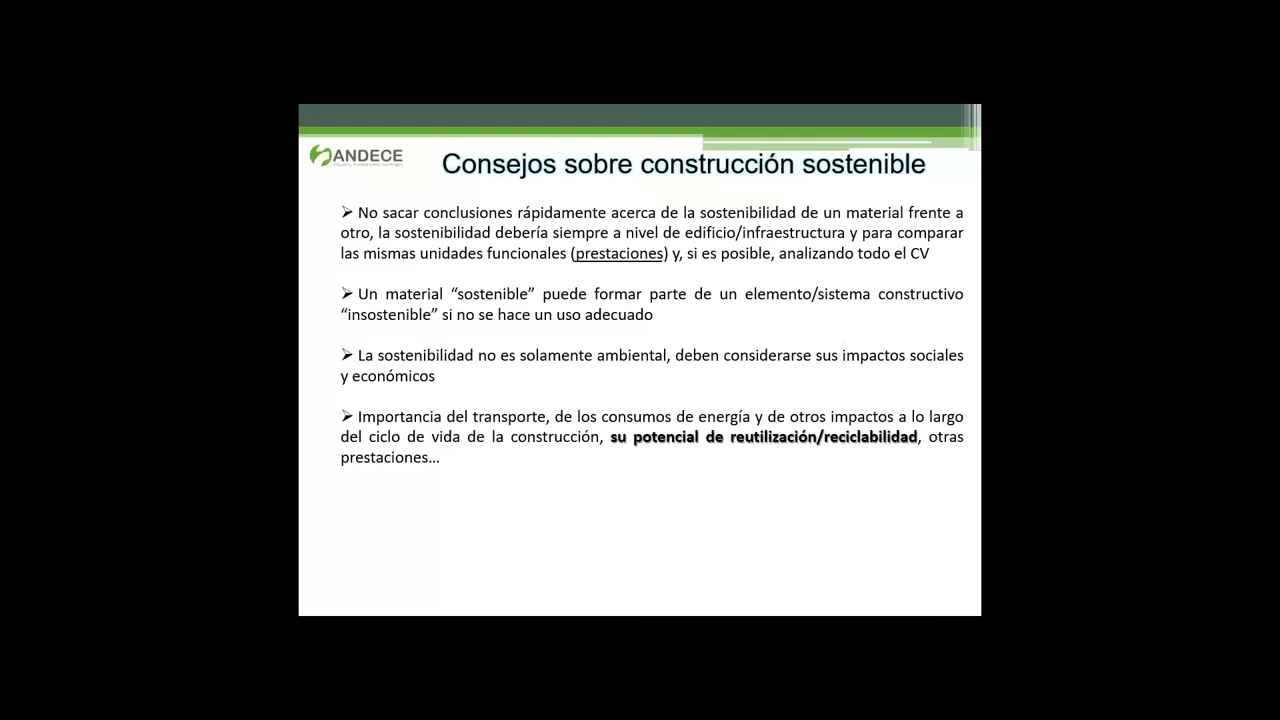 ANDECE
Consejos sobre construcción sostenible
➢ No sacar conclusiones rápidamente acerca de la sostenibilidad de un material frente a
otro, la sostenibilidad debería siempre a nivel de edificio/infraestructura y para comparar
las mismas unidades funcionales (prestaciones) y, si es posible, analizando todo el CV
➢ Un material “sostenible” puede formar parte de un elemento/sistema constructivo
“insostenible” si no se hace un uso adecuado
➢ La sostenibilidad no es solamente ambiental, deben considerarse sus impactos sociales
y económicos
➢ Importancia del transporte, de los consumos de energía y de otros impactos a lo largo
del ciclo de vida de la construcción, su potencial de reutilización/reciclabilidad, otras
prestaciones…